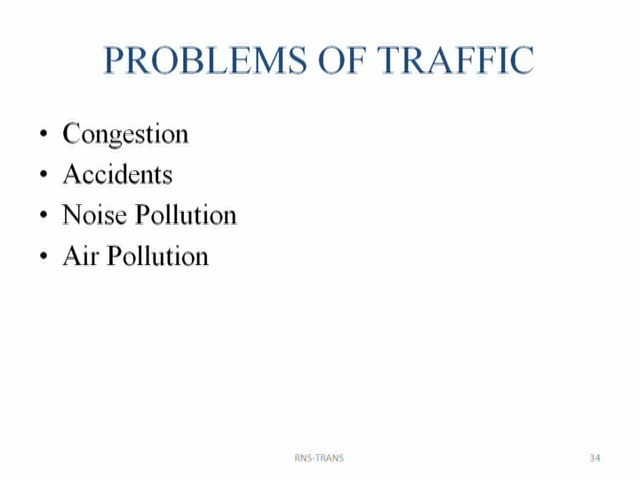 PROBLEMS OF TRAFFIC
• Congestion
• Accidents
• Noise Pollution
• Air Pollution
RNS-TRANS
34